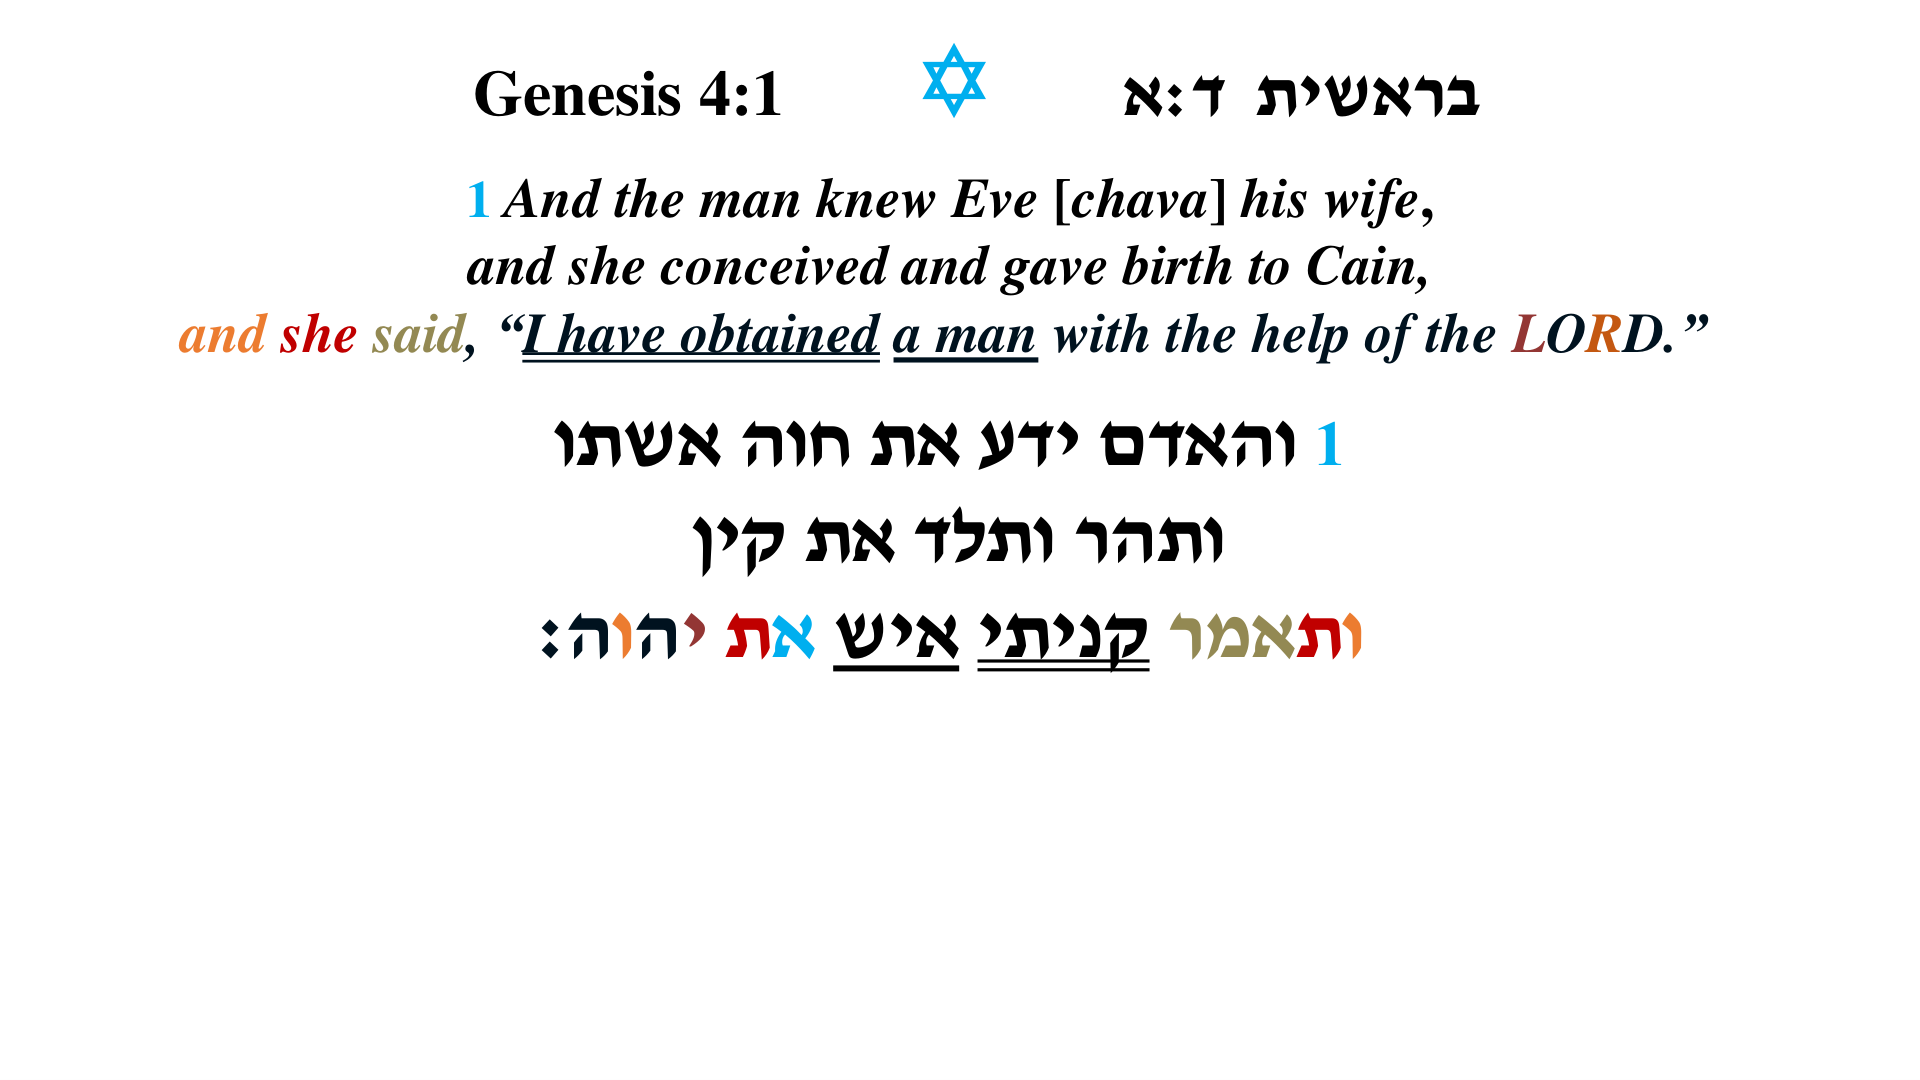 Genesis 4:1 ✡ בראשית ד:א
1 And the man knew Eve [chava] his wife,
and she conceived and gave birth to Cain,
and she said, “I have obtained a man with the help of the LORD.”
1 והאדם ידע את חוה אשתו
ותהר ותלד את קין
ותאמר קניתי איש את יהוה: